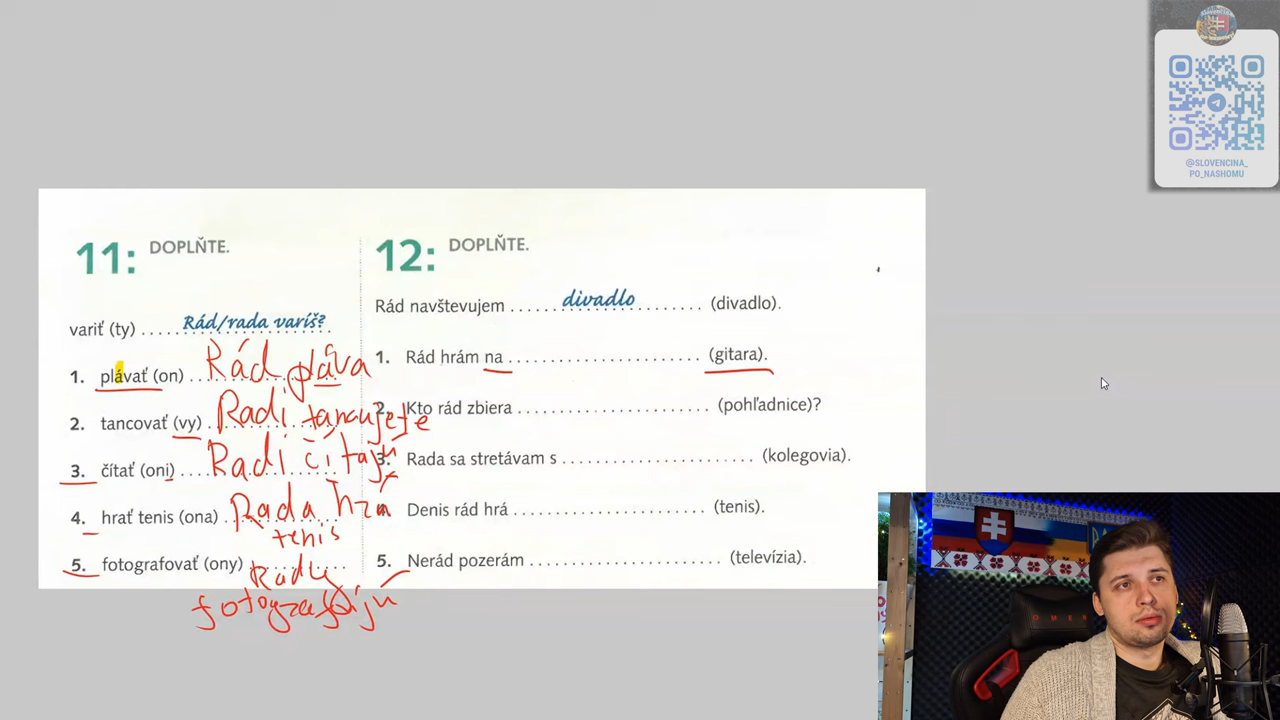 @SLOVENCINA_
PO_NASHOMU
11: DOPLŇTE.
variť (ty) ..... Rád/rada varíš?
1. plávať (on) ..... Rád pláva
2. tancovať (vy) ..... Radi tancujete
3. čítať (oni) ..... Radi čítajú
4. hrať tenis (ona) ..... Rada hrá
tenis
5. fotografovať (ony) ..... Rady
12: DOPLŇTE.
Rád navštevujem ..... divadlo ..... (divadlo).
1. Rád hrám na ..... (gitara).
2. Kto rád zbiera ..... (pohľadnice)?
3. Rada sa stretávam s ..... (kolegovia).
4. Denis rád hrá ..... (tenis).
5. Nerád pozerám ..... (televízia).
OMEN